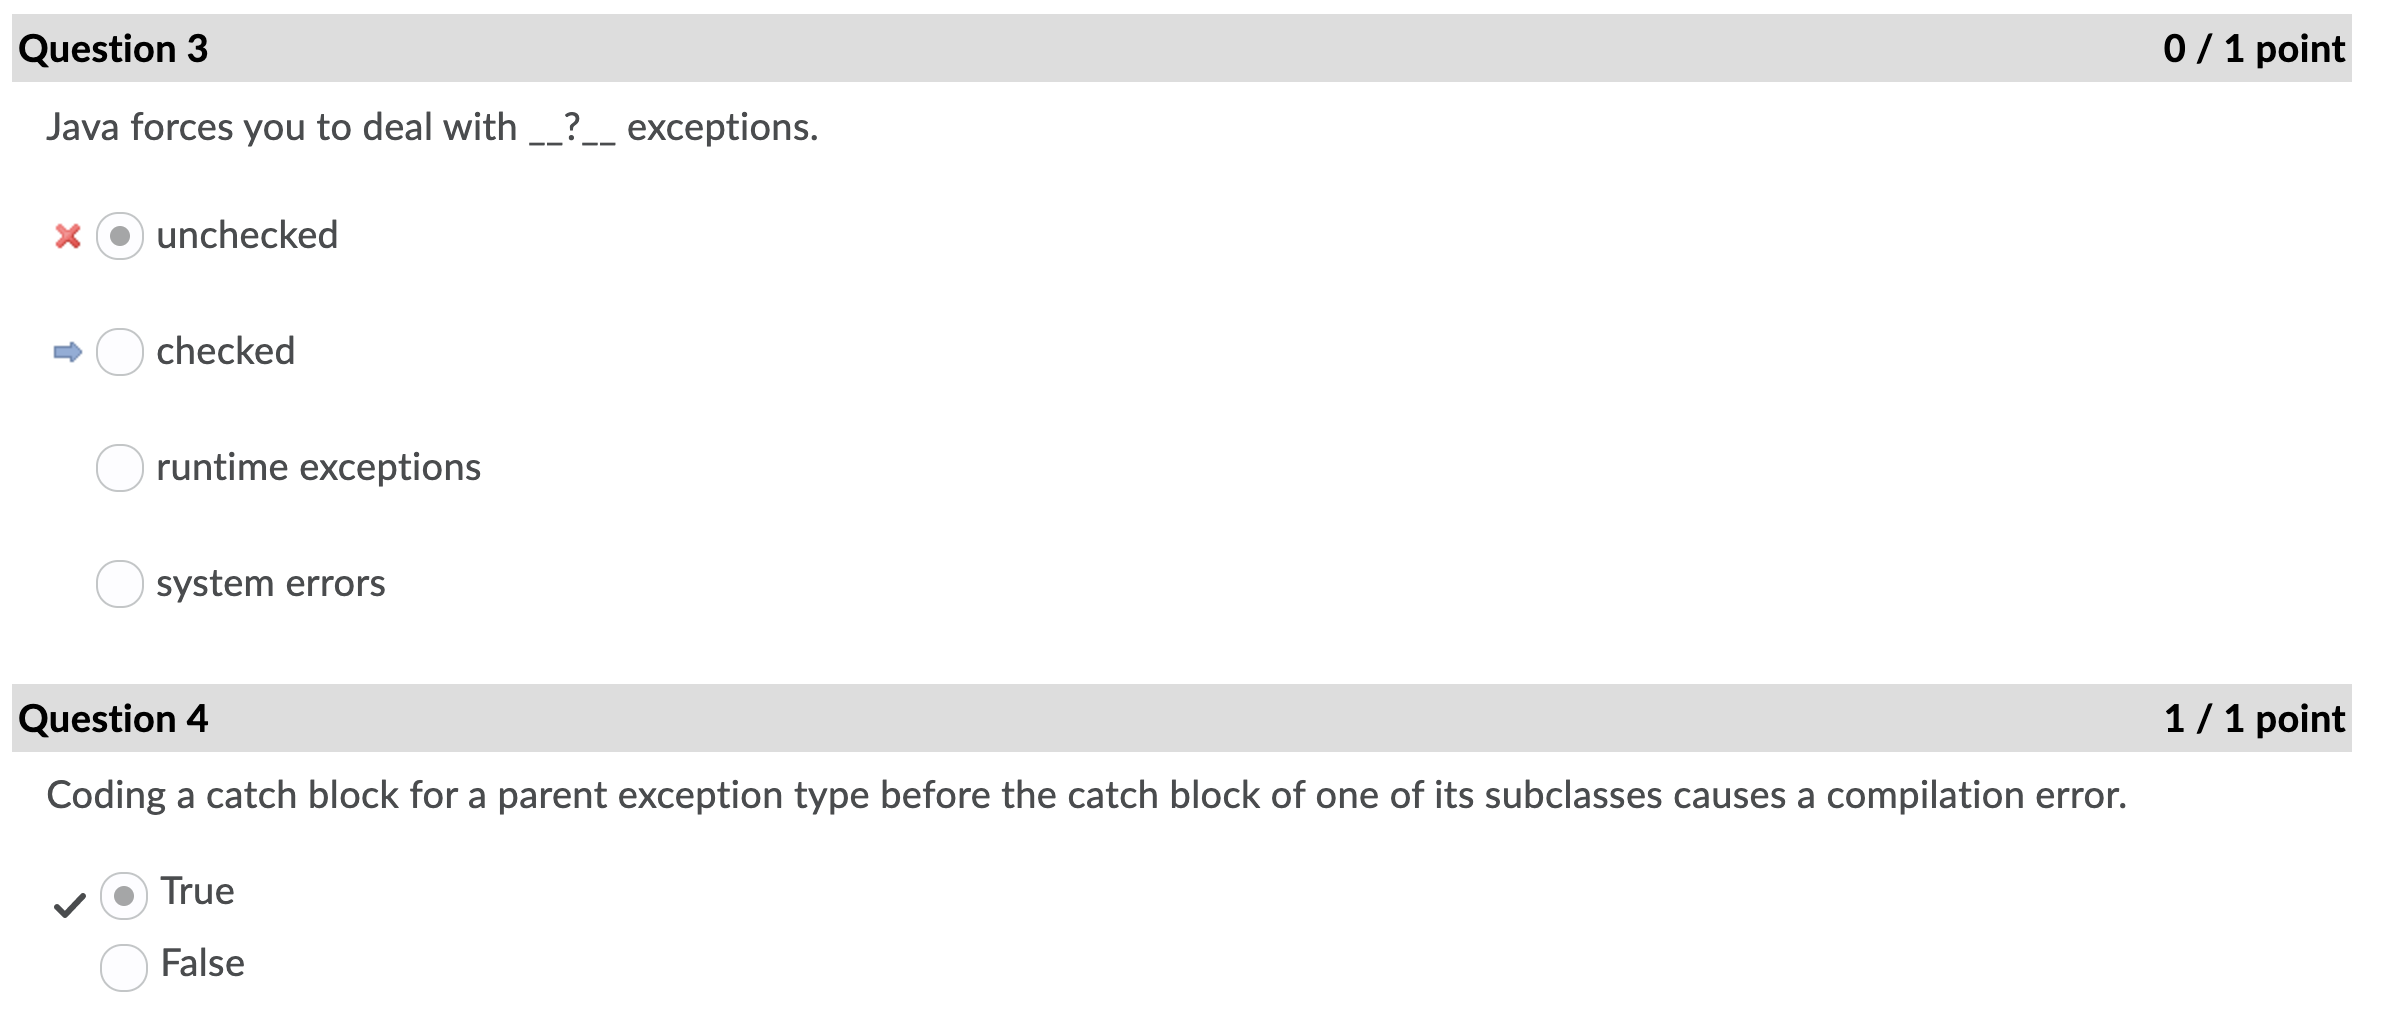 Question 3 0 / 1 point
Java forces you to deal with __?__ exceptions.
unchecked
checked
runtime exceptions
system errors
Question 4 1 / 1 point
Coding a catch block for a parent exception type before the catch block of one of its subclasses causes a compilation error.
True
False